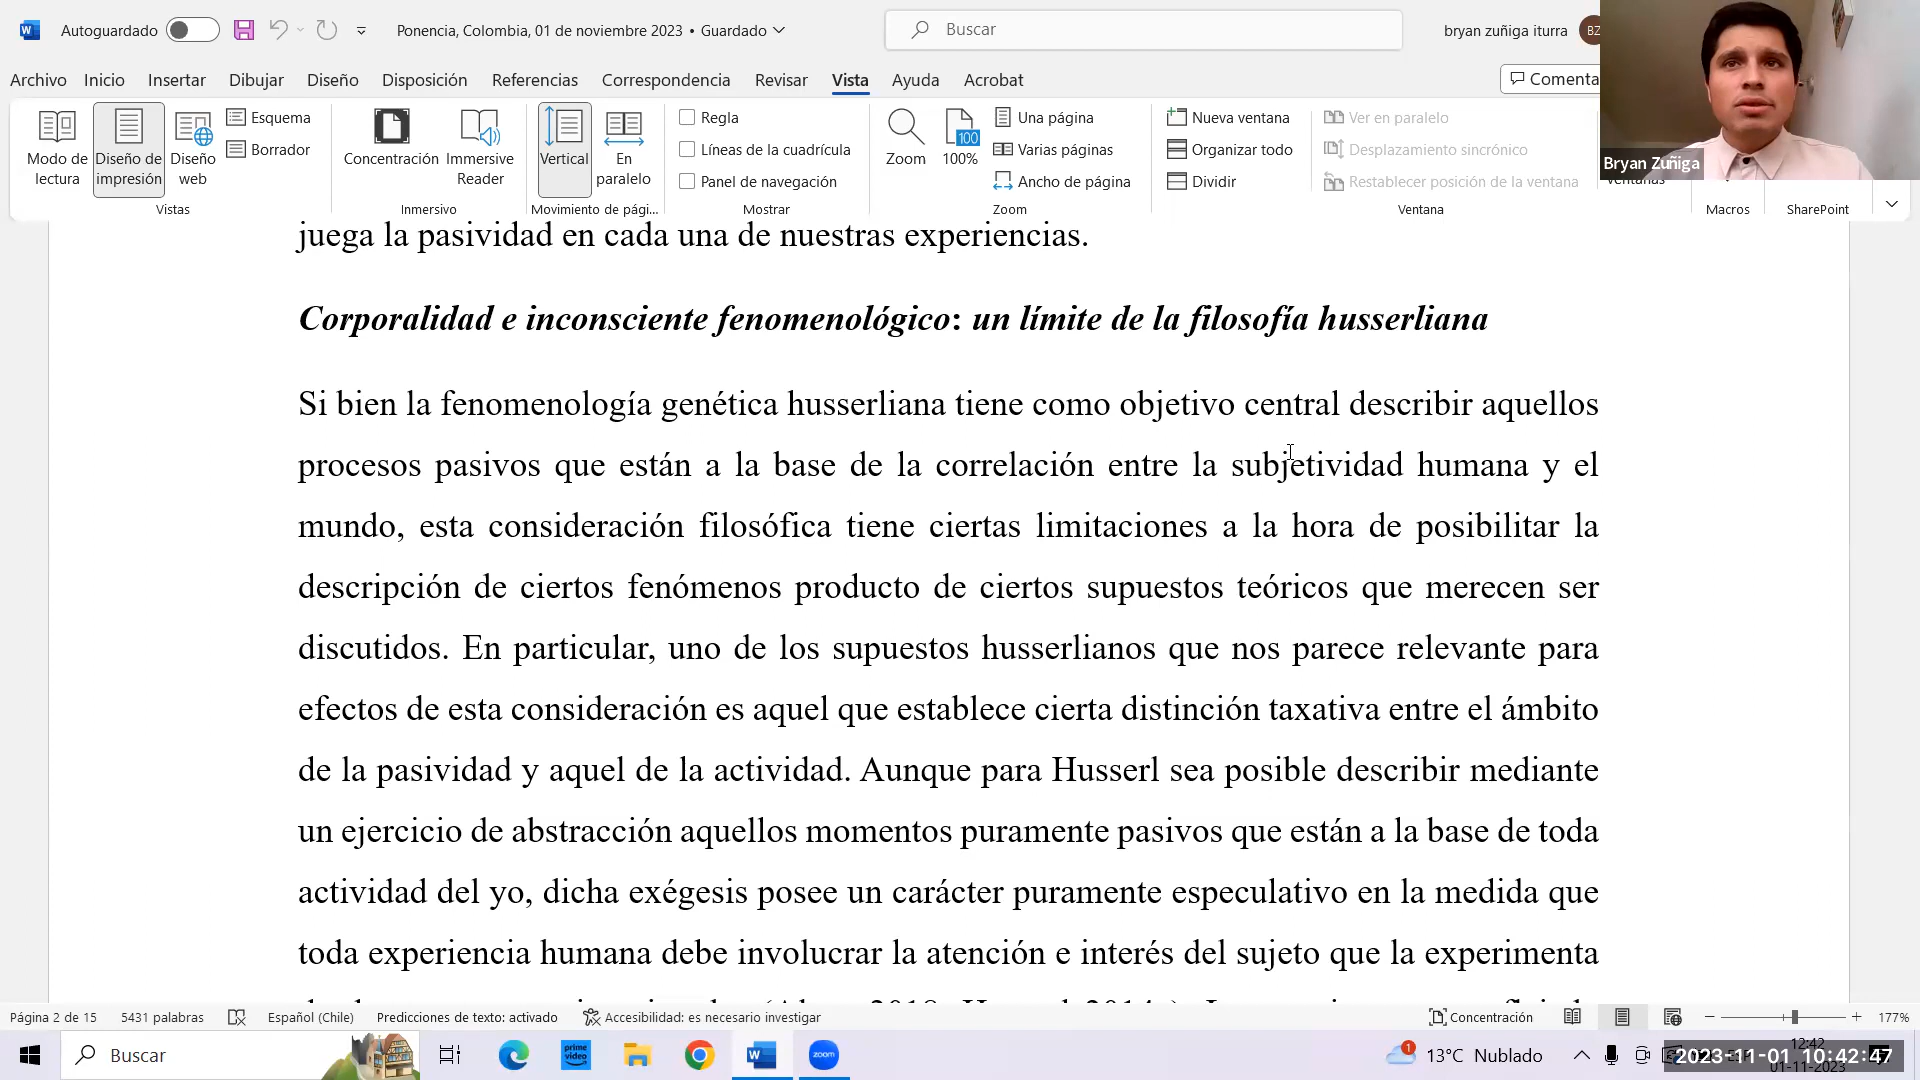 Autoguardado
Ponencia, Colombia, 01 de noviembre 2023 • Guardado
Buscar
bryan zuñiga iturra
BZ
Archivo Inicio Insertar Dibujar Diseño Disposición Referencias Correspondencia Revisar Vista Ayuda Acrobat
Comenta
Modo de lectura
Diseño de impresión
Diseño web
Esquema
Borrador
Vistas
Concentración
Immersive Reader
Inmersivo
Vertical
En paralelo
Movimiento de pági...
Regla
Líneas de la cuadrícula
Panel de navegación
Mostrar
Zoom
100
100%
Una página
Varias páginas
Ancho de página
Zoom
Nueva ventana
Organizar todo
Dividir
Ver en paralelo
Desplazamiento sincrónico
Restablecer posición de la ventana
Ventana
Macros
SharePoint
Bryan Zuñiga
juega la pasividad en cada una de nuestras experiencias.
Corporalidad e inconsciente fenomenológico: un límite de la filosofía husserliana
Si bien la fenomenología genética husserliana tiene como objetivo central describir aquellos
procesos pasivos que están a la base de la correlación entre la subjetividad humana y el
mundo, esta consideración filosófica tiene ciertas limitaciones a la hora de posibilitar la
descripción de ciertos fenómenos producto de ciertos supuestos teóricos que merecen ser
discutidos. En particular, uno de los supuestos husserlianos que nos parece relevante para
efectos de esta consideración es aquel que establece cierta distinción taxativa entre el ámbito
de la pasividad y aquel de la actividad. Aunque para Husserl sea posible describir mediante
un ejercicio de abstracción aquellos momentos puramente pasivos que están a la base de toda
actividad del yo, dicha exégesis posee un carácter puramente especulativo en la medida que
toda experiencia humana debe involucrar la atención e interés del sujeto que la experimenta
Página 2 de 15
5431 palabras
Español (Chile)
Predicciones de texto: activado
Accesibilidad: es necesario investigar
Concentración
177%
Buscar
prime video
zoom
1
13°C Nublado
12:42
01-11-2023
2023-11-01 10:42:47